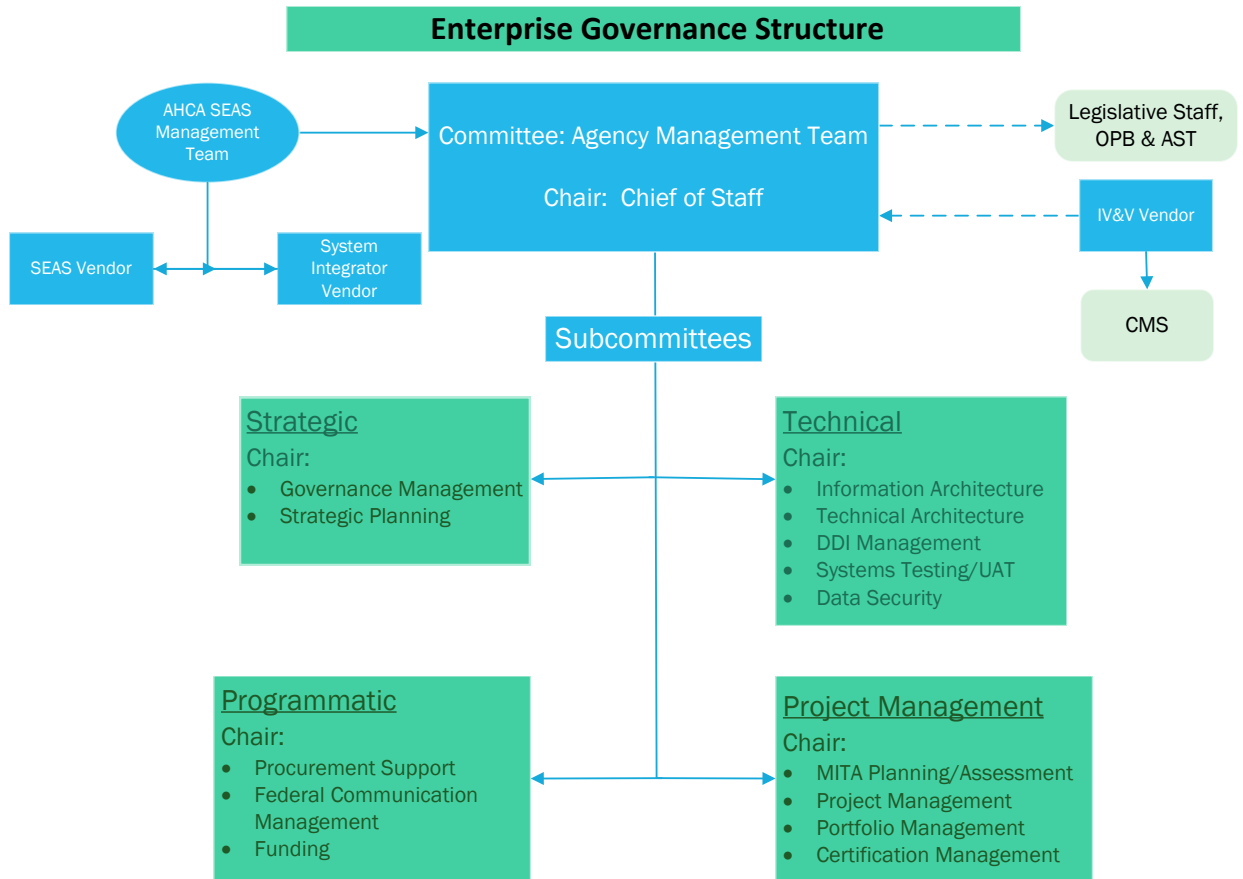 Enterprise Governance Structure
AHCA SEAS
Management
Team
Committee: Agency Management Team
Chair: Chief of Staff
Legislative Staff,
OPB & AST
IV&V Vendor
SEAS Vendor
System
Integrator
Vendor
CMS
Subcommittees
Strategic
Chair:
• Governance Management
• Strategic Planning
Technical
Chair:
• Information Architecture
• Technical Architecture
• DDI Management
• Systems Testing/UAT
• Data Security
Programmatic
Chair:
• Procurement Support
• Federal Communication
Management
• Funding
Project Management
Chair:
• MITA Planning/Assessment
• Project Management
• Portfolio Management
• Certification Management